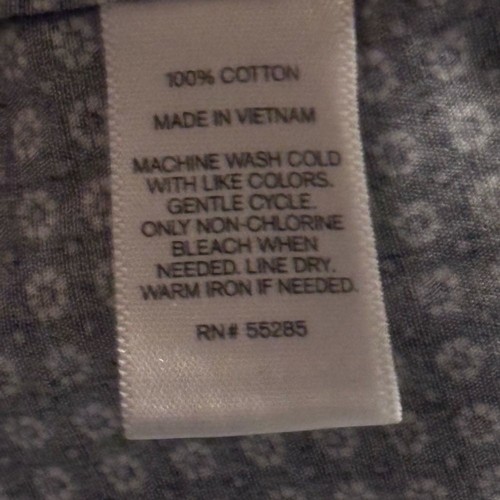 100% COTTON
MADE IN VIETNAM
MACHINE WASH COLD
WITH LIKE COLORS.
GENTLE CYCLE.
ONLY NON-CHLORINE
BLEACH WHEN
NEEDED. LINE DRY.
WARM IRON IF NEEDED.
RN# 55285